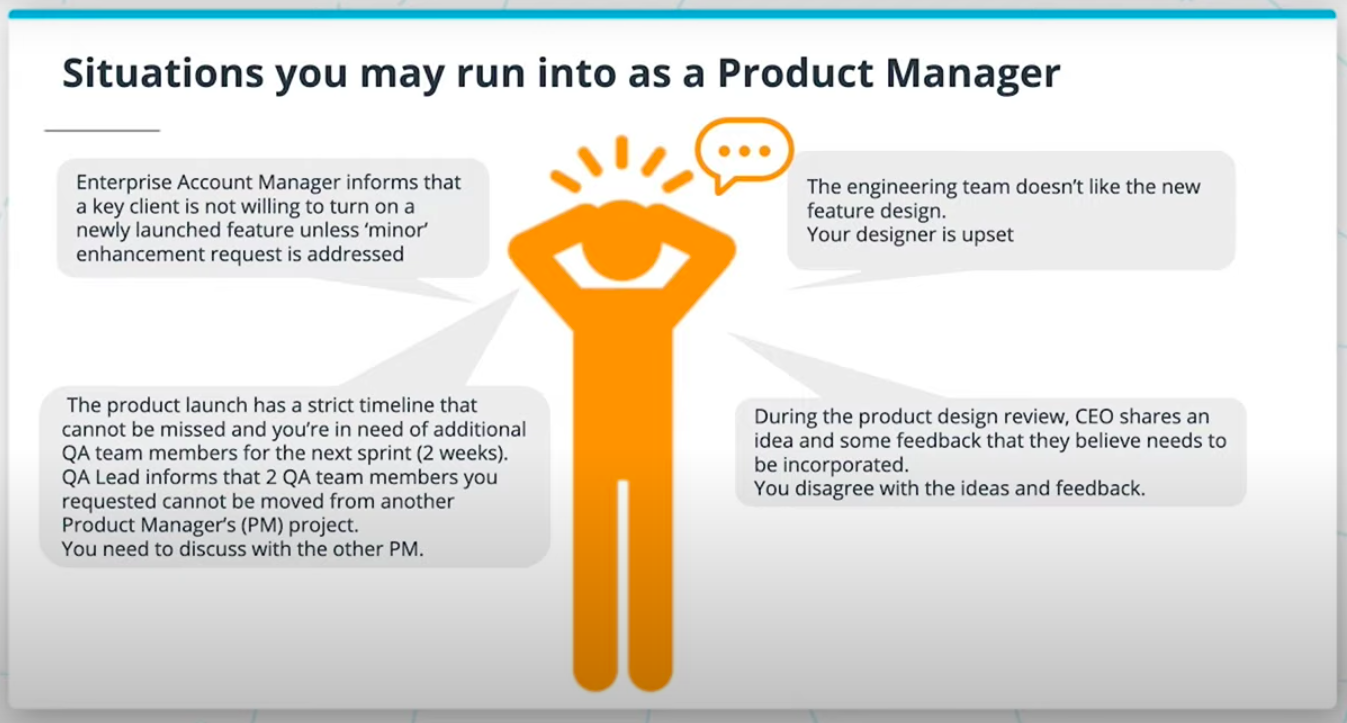 Situations you may run into as a Product Manager
Enterprise Account Manager informs that
a key client is not willing to turn on a
newly launched feature unless ‘minor’
enhancement request is addressed
The engineering team doesn’t like the new
feature design.
Your designer is upset
The product launch has a strict timeline that
cannot be missed and you’re in need of additional
QA team members for the next sprint (2 weeks).
QA Lead informs that 2 QA team members you
requested cannot be moved from another
Product Manager’s (PM) project.
You need to discuss with the other PM.
During the product design review, CEO shares an
idea and some feedback that they believe needs to
be incorporated.
You disagree with the ideas and feedback.